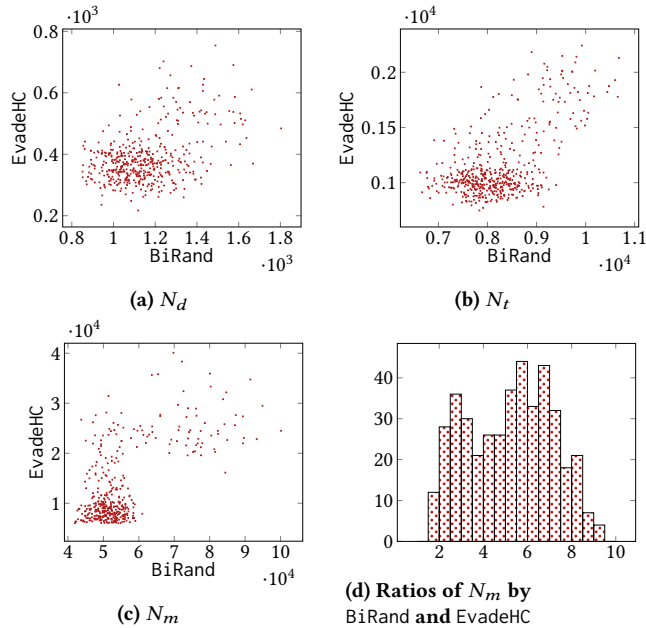 ·10³
0.8
0.6
0.4
0.2
EvadeHC
0.8 1 1.2 1.4 1.6 1.8
BiRand
·10³
(a) N_d
·10⁴
0.2
0.15
0.1
EvadeHC
0.7 0.8 0.9 0.1 1.1
BiRand
·10⁴
(b) N_t
·10⁴
4
3
2
1
EvadeHC
4 5 6 7 8 9 10
BiRand
·10⁴
(c) N_m
40
30
20
10
0
2 4 6 8 10
(d) Ratios of N_m by
BiRand and EvadeHC